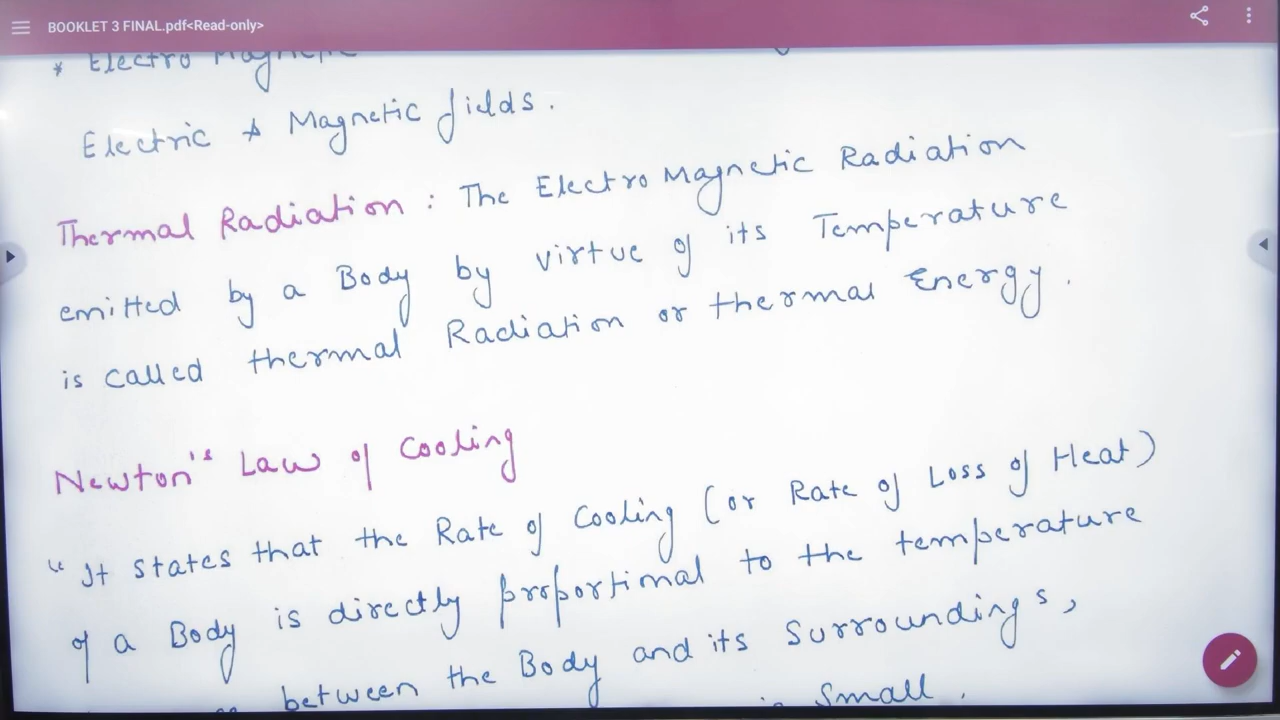 BOOKLET 3 FINAL.pdf<Read-only>
* Electro Magnetic
Electric & Magnetic fields.
Thermal Radiation : The Electro Magnetic Radiation
emitted by a Body by virtue of its Temperature
is called thermal Radiation or thermal Energy.
Newton's Law of Cooling
"It states that the Rate of Cooling (or Rate of Loss of Heat)
of a Body is directly proportional to the temperature
between the Body and its Surroundings,
is Small.